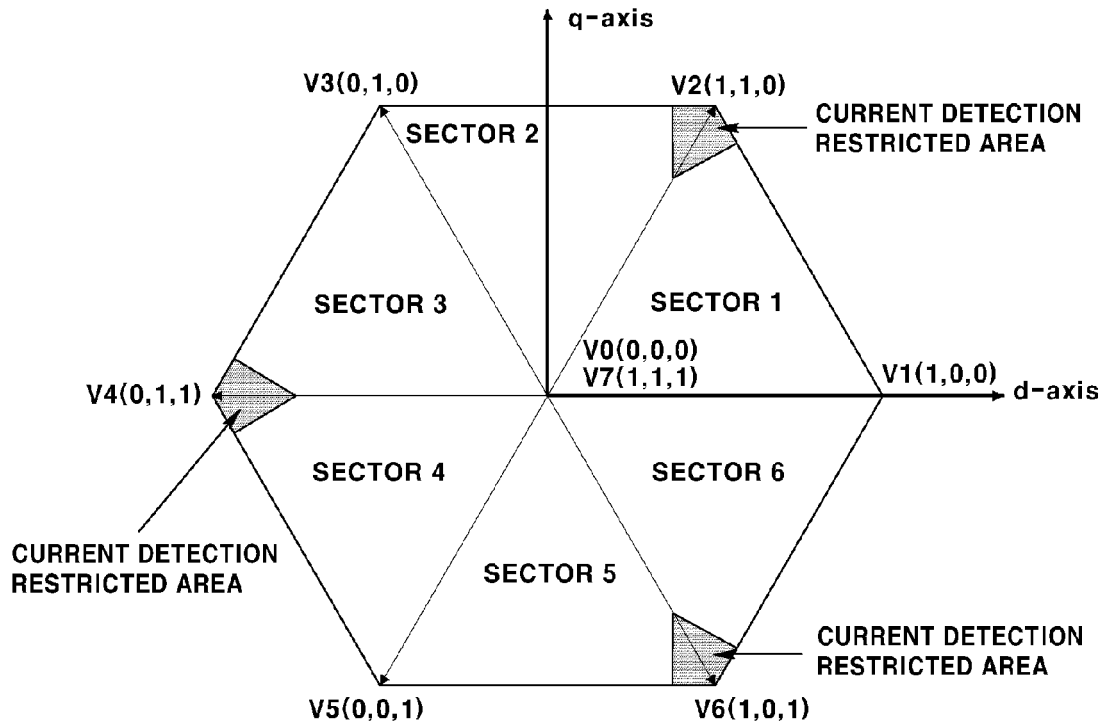 q-axis
V3(0,1,0)
V2(1,1,0)
CURRENT DETECTION
RESTRICTED AREA
SECTOR 2
SECTOR 3
SECTOR 1
V0(0,0,0)
V7(1,1,1)
V1(1,0,0)
V4(0,1,1)
d-axis
SECTOR 4
SECTOR 6
CURRENT DETECTION
RESTRICTED AREA
SECTOR 5
CURRENT DETECTION
RESTRICTED AREA
V5(0,0,1)
V6(1,0,1)